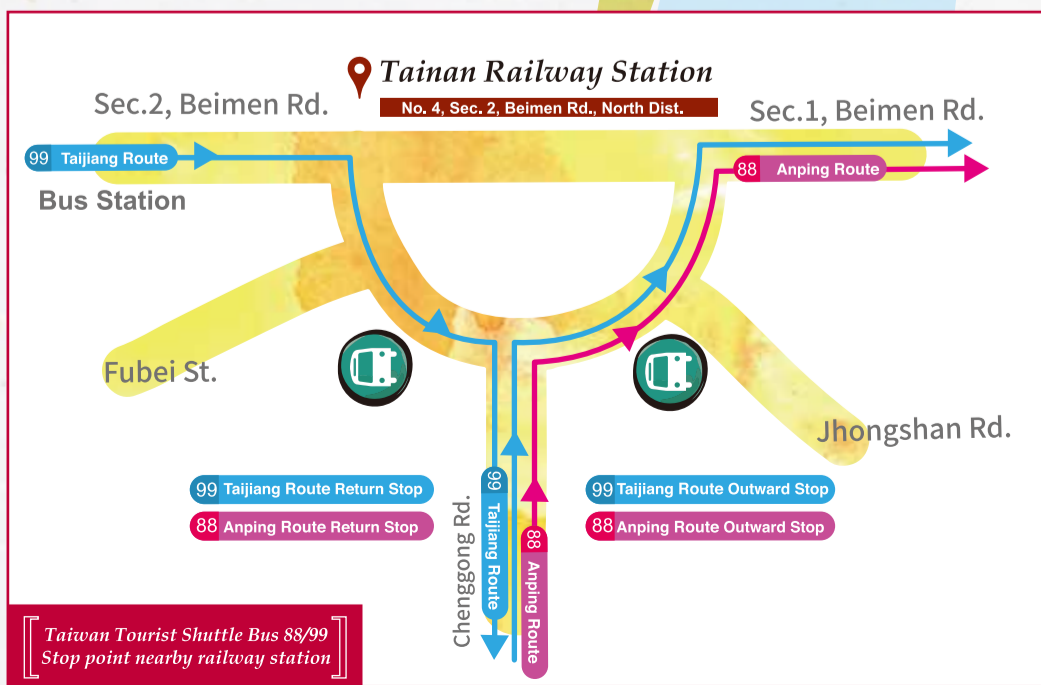 Tainan Railway Station
No. 4, Sec. 2, Beimen Rd., North Dist.
Sec.2, Beimen Rd.
Sec.1, Beimen Rd.
99 Taijiang Route
88 Anping Route
Bus Station
Fubei St.
Jhongshan Rd.
99 Taijiang Route Return Stop
88 Anping Route Return Stop
Chenggong Rd.
99 Taijiang Route
88 Anping Route
99 Taijiang Route Outward Stop
88 Anping Route Outward Stop
Taiwan Tourist Shuttle Bus 88/99
Stop point nearby railway station